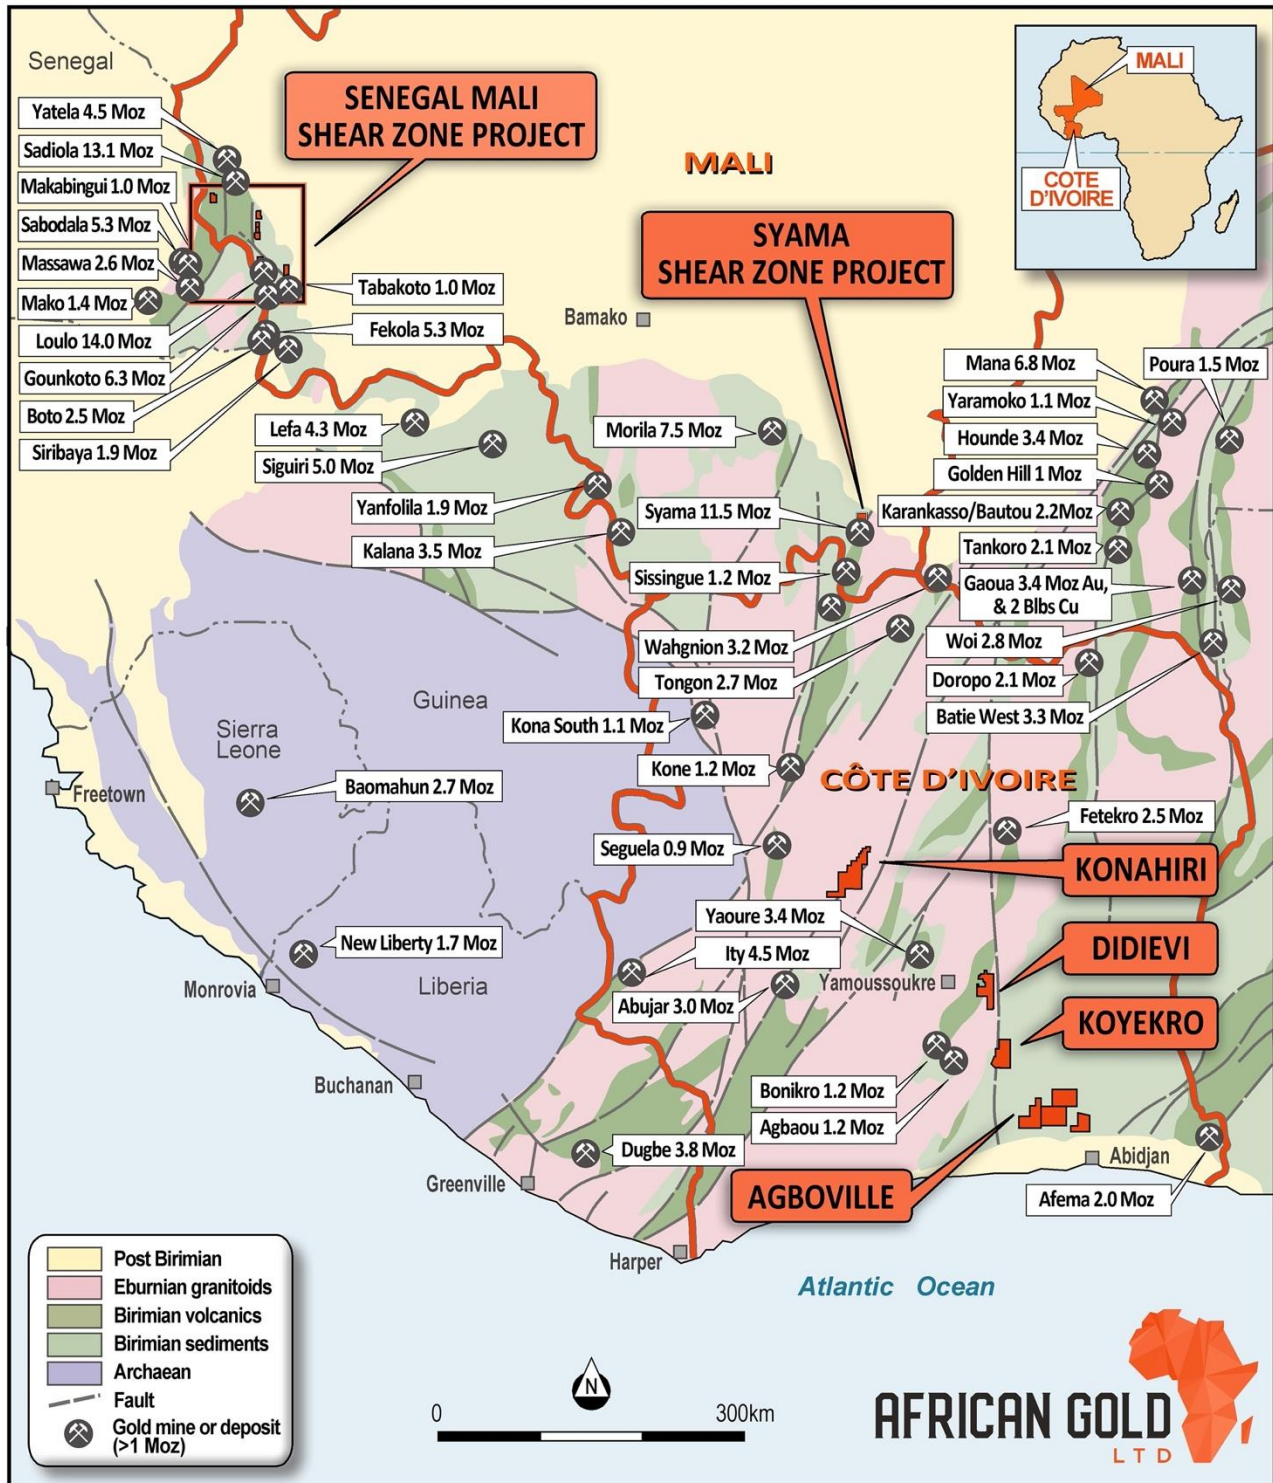 Senegal
SENEGAL MALI
SHEAR ZONE PROJECT
MALI
COTE
D'IVOIRE
MALI
SYAMA
SHEAR ZONE PROJECT
Yatela 4.5 Moz
Sadiola 13.1 Moz
Makabingui 1.0 Moz
Sabodala 5.3 Moz
Massawa 2.6 Moz
Mako 1.4 Moz
Loulo 14.0 Moz
Gounkoto 6.3 Moz
Boto 2.5 Moz
Siribaya 1.9 Moz
Tabakoto 1.0 Moz
Fekola 5.3 Moz
Bamako
Lefa 4.3 Moz
Siguiri 5.0 Moz
Morila 7.5 Moz
Yanfolila 1.9 Moz
Kalana 3.5 Moz
Syama 11.5 Moz
Sissingue 1.2 Moz
Mana 6.8 Moz
Poura 1.5 Moz
Yaramoko 1.1 Moz
Hounde 3.4 Moz
Golden Hill 1 Moz
Karankasso/Bautou 2.2Moz
Tankoro 2.1 Moz
Gaoua 3.4 Moz Au,
& 2 Blbs Cu
Wahgnion 3.2 Moz
Woi 2.8 Moz
Tongon 2.7 Moz
Doropo 2.1 Moz
Batie West 3.3 Moz
Guinea
Sierra
Leone
Kona South 1.1 Moz
Kone 1.2 Moz
CÔTE D'IVOIRE
Freetown
Baomahun 2.7 Moz
Seguela 0.9 Moz
Fetekro 2.5 Moz
KONAHIRI
New Liberty 1.7 Moz
Yaoure 3.4 Moz
Ity 4.5 Moz
DIDIEVI
Monrovia
Liberia
Abujar 3.0 Moz
Yamoussoukre
KOYEKRO
Buchanan
Bonikro 1.2 Moz
Agbaou 1.2 Moz
Dugbe 3.8 Moz
Abidjan
Greenville
AGBOVILLE
Afema 2.0 Moz
Harper
Atlantic Ocean
Post Birimian
Eburnian granitoids
Birimian volcanics
Birimian sediments
Archaean
Fault
Gold mine or deposit
(>1 Moz)
N
0 300km
AFRICAN GOLD
LTD